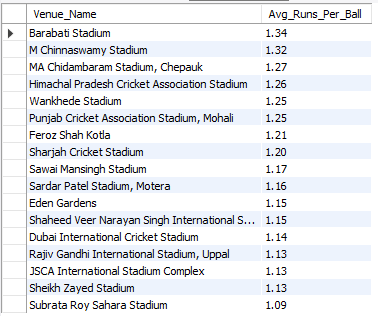 Venue_Name Avg_Runs_Per_Ball
Barabati Stadium 1.34
M Chinnaswamy Stadium 1.32
MA Chidambaram Stadium, Chepauk 1.27
Himachal Pradesh Cricket Association Stadium 1.26
Wankhede Stadium 1.25
Punjab Cricket Association Stadium, Mohali 1.25
Feroz Shah Kotla 1.21
Sharjah Cricket Stadium 1.20
Sawai Mansingh Stadium 1.17
Sardar Patel Stadium, Motera 1.16
Eden Gardens 1.15
Shaheed Veer Narayan Singh International S... 1.15
Dubai International Cricket Stadium 1.14
Rajiv Gandhi International Stadium, Uppal 1.13
JSCA International Stadium Complex 1.13
Sheikh Zayed Stadium 1.13
Subrata Roy Sahara Stadium 1.09